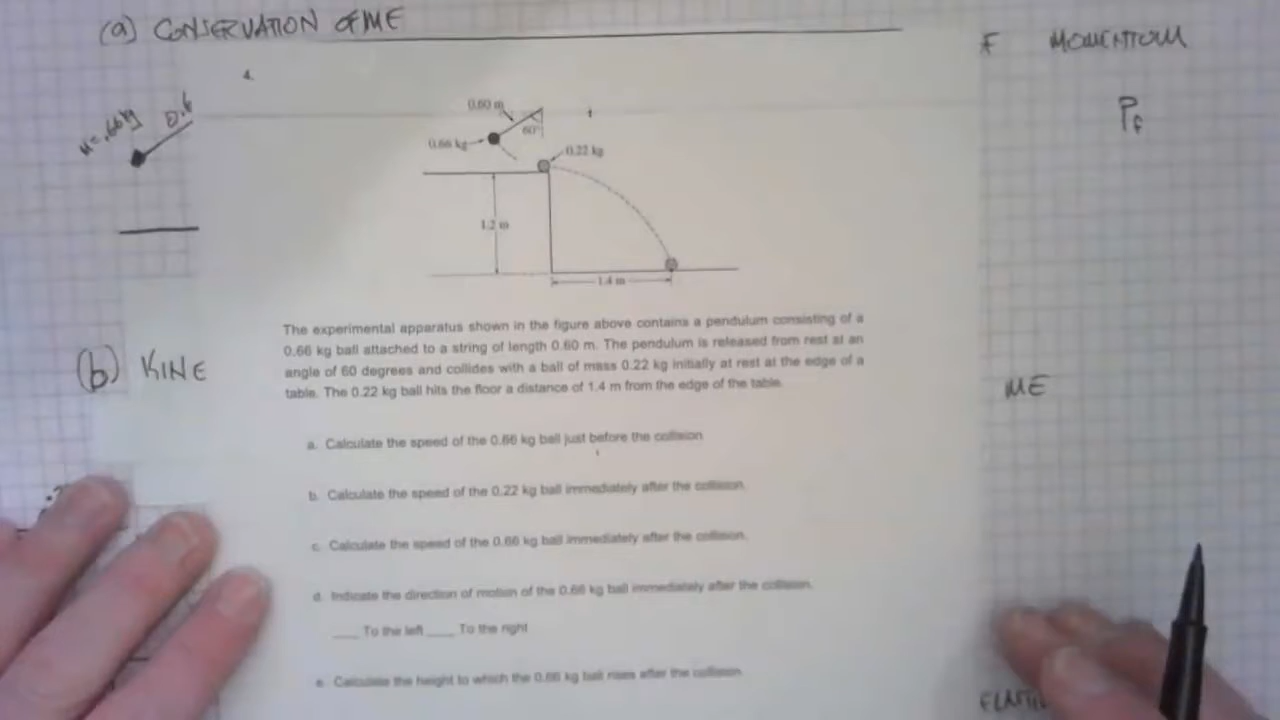 (a) CONSERVATION OF ME
MOMENTUM
4.
Pf
0.60 m
60°
0.66 kg
0.22 kg
m=.66kg 0.6
1.2 m
1.4 m
The experimental apparatus shown in the figure above contains a pendulum consisting of a
0.66 kg ball attached to a string of length 0.60 m. The pendulum is released from rest at an
angle of 60 degrees and collides with a ball of mass 0.22 kg initially at rest at the edge of a
table. The 0.22 kg ball hits the floor a distance of 1.4 m from the edge of the table.
(b) KINE
ME
a. Calculate the speed of the 0.66 kg ball just before the collision
b. Calculate the speed of the 0.22 kg ball immediately after the collision.
c. Calculate the speed of the 0.66 kg ball immediately after the collision.
d. Indicate the direction of motion of the 0.66 kg ball immediately after the collision.
___ To the left ___ To the right
e. Calculate the height to which the 0.66 kg ball rises after the collision.